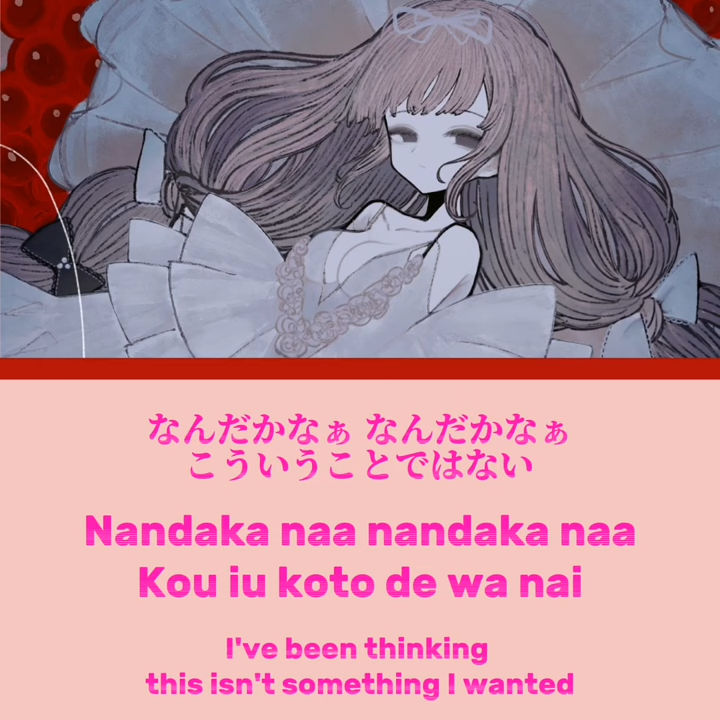 なんだかなぁ なんだかなぁ
こういうことではない
Nandaka naa nandaka naa
Kou iu koto de wa nai
I've been thinking
this isn't something I wanted